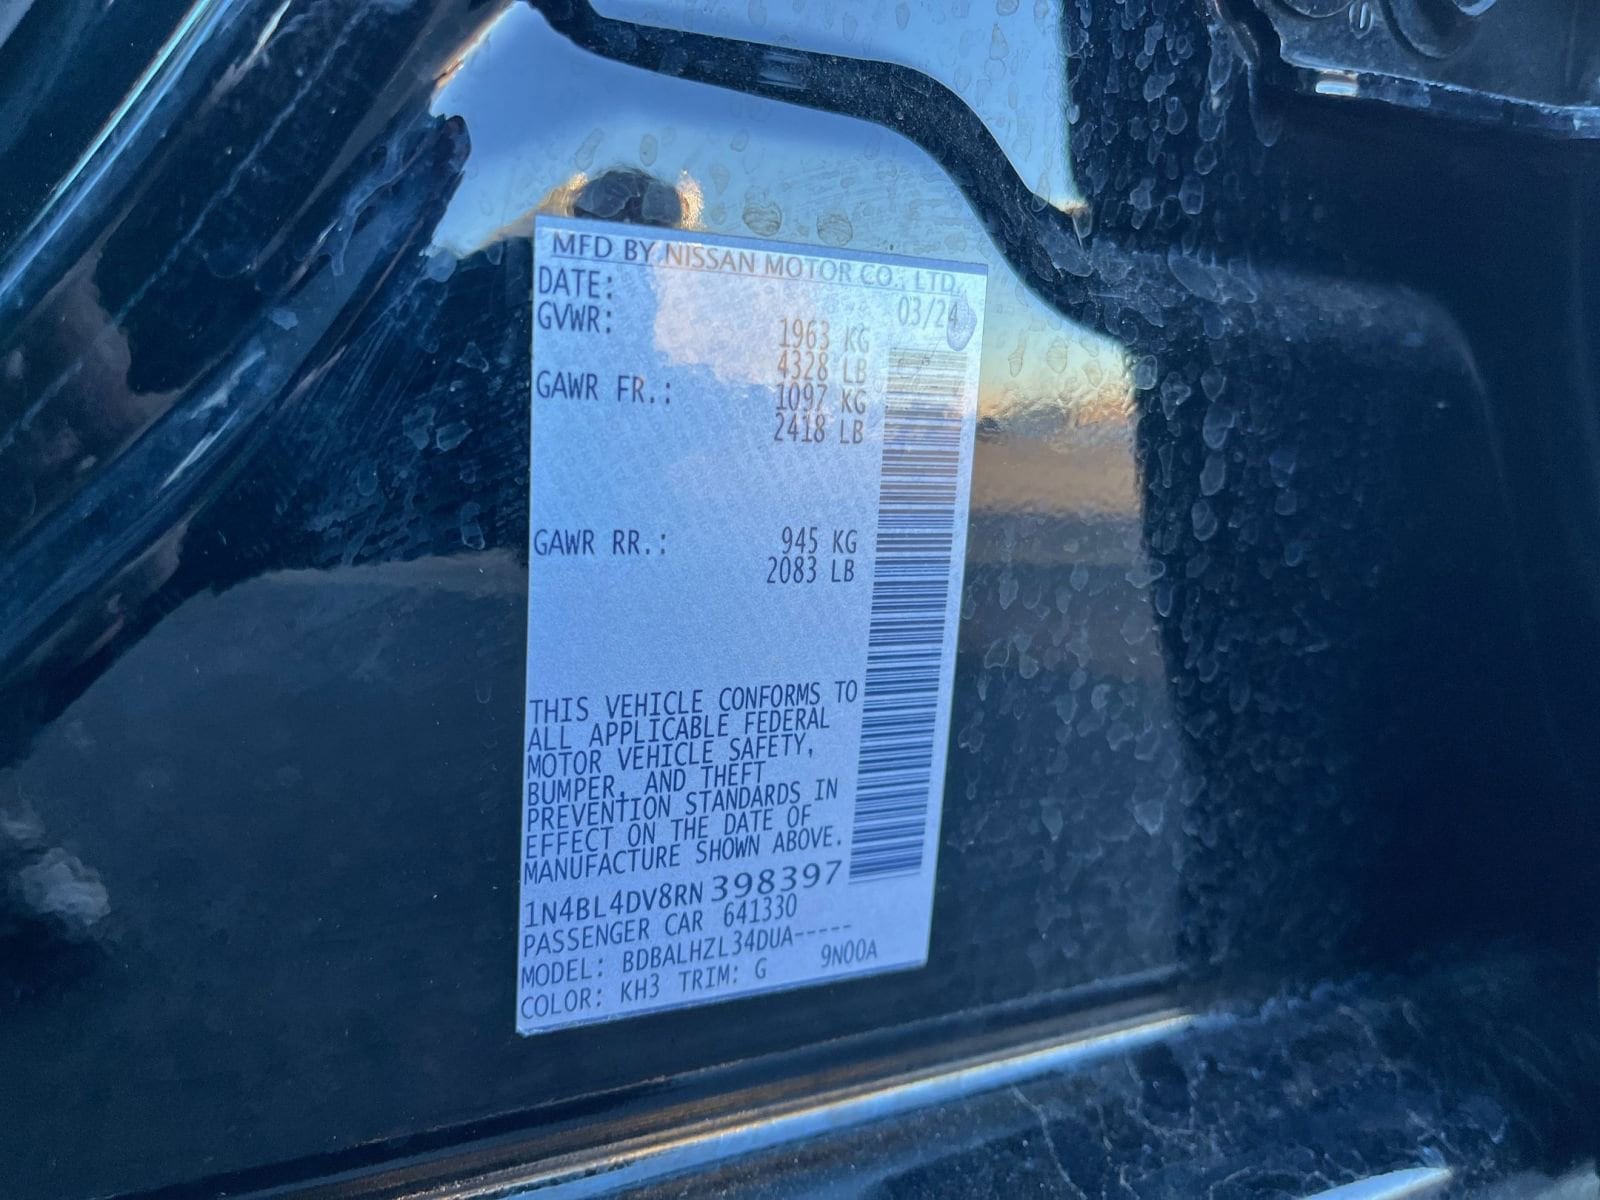 MFD BY NISSAN MOTOR CO., LTD.
DATE: 03/24
GVWR: 1963 KG
4328 LB
GAWR FR.: 1097 KG
2418 LB
GAWR RR.: 945 KG
2083 LB
THIS VEHICLE CONFORMS TO
ALL APPLICABLE FEDERAL
MOTOR VEHICLE SAFETY,
BUMPER, AND THEFT
PREVENTION STANDARDS IN
EFFECT ON THE DATE OF
MANUFACTURE SHOWN ABOVE.
1N4BL4DV8RN398397
PASSENGER CAR 641330
MODEL: BDBALHZL34DUA-----
COLOR: KH3 TRIM: G 9N00A